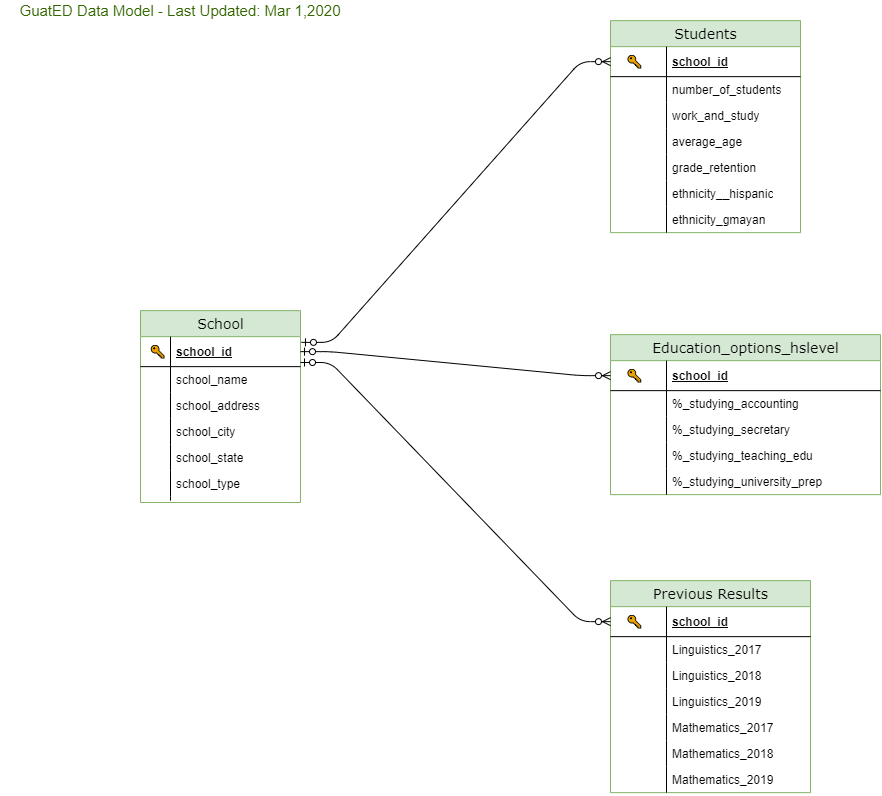 GuatED Data Model - Last Updated: Mar 1,2020
Students
school_id
number_of_students
work_and_study
average_age
grade_retention
ethnicity__hispanic
ethnicity_gmayan
School
school_id
school_name
school_address
school_city
school_state
school_type
Education_options_hslevel
school_id
%_studying_accounting
%_studying_secretary
%_studying_teaching_edu
%_studying_university_prep
Previous Results
school_id
Linguistics_2017
Linguistics_2018
Linguistics_2019
Mathematics_2017
Mathematics_2018
Mathematics_2019